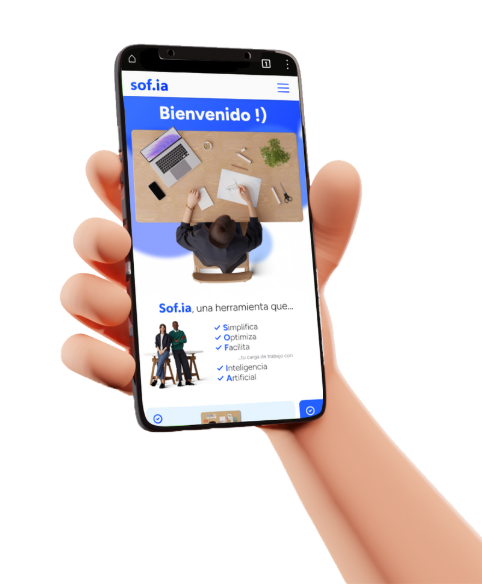 1
sof.ia
Bienvenido !)
Sof.ia, una herramienta que...
Simplifica
Optimiza
Facilita
...tu carga de trabajo con
Inteligencia
Artificial